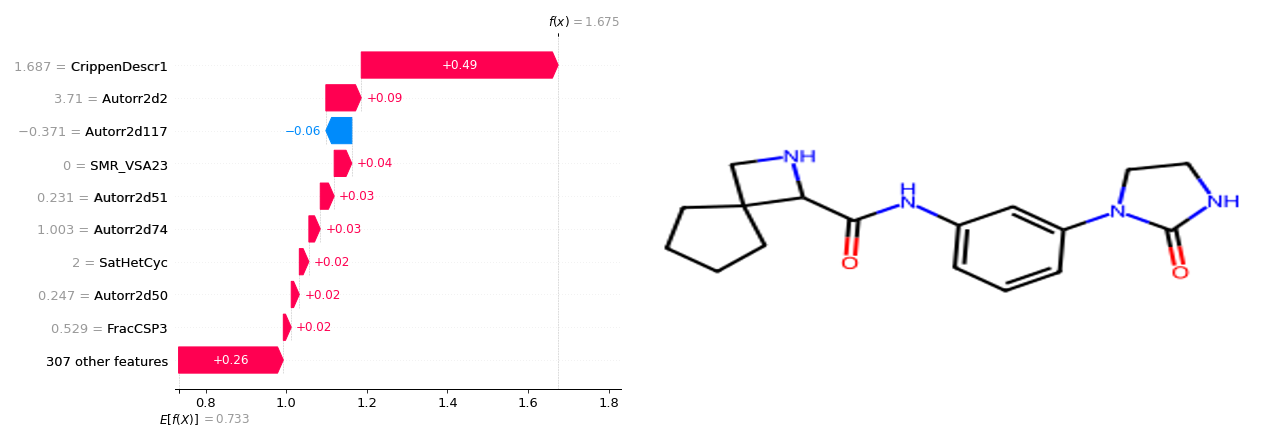 f(x) = 1.675
1.687 = CrippenDescr1
+0.49
3.71 = Autorr2d2
+0.09
−0.371 = Autorr2d117
−0.06
0 = SMR_VSA23
+0.04
0.231 = Autorr2d51
+0.03
1.003 = Autorr2d74
+0.03
2 = SatHetCyc
+0.02
0.247 = Autorr2d50
+0.02
0.529 = FracCSP3
+0.02
307 other features
+0.26
0.8 1.0 1.2 1.4 1.6 1.8
E[f(X)] = 0.733
NH
H
N
O
N
NH
O